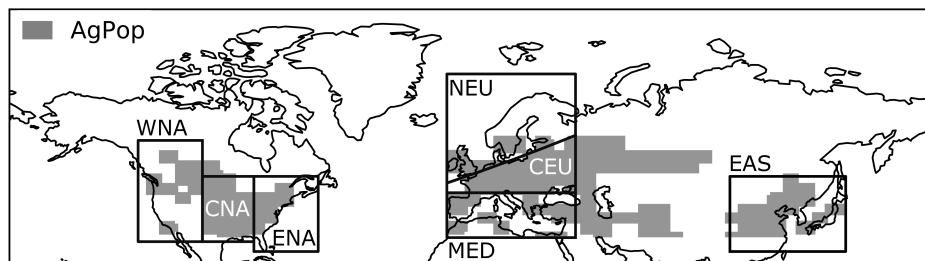 AgPop
NEU
WNA
CEU
EAS
CNA
ENA
MED